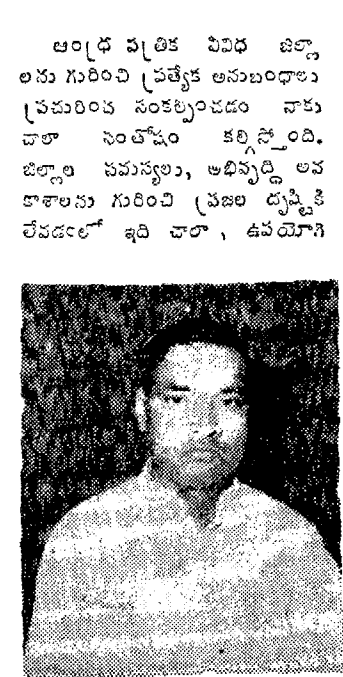 ఆంధ్ర పత్రిక వివిధ జిల్లా
లను గురించి ప్రత్యేక అనుబంధాలు
ప్రచురించ సంకల్పించడం నాకు
చాలా సంతోషం కల్గిస్తోంది.
జిల్లాల సమస్యలు, అభివృద్ధి అవ
కాశాలను గురించి ప్రజల దృష్టికి
లేవడంలో ఇది చాలా , ఉపయోగి